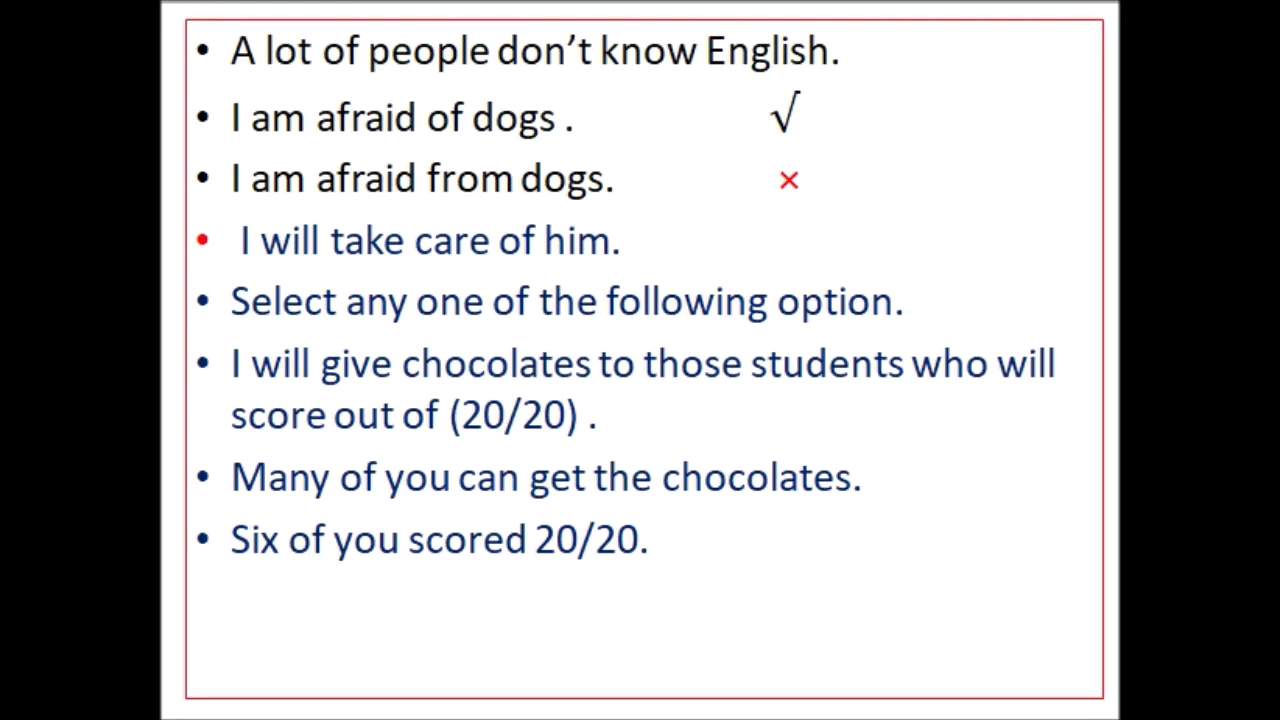 • A lot of people don't know English.
• I am afraid of dogs . √
• I am afraid from dogs. ×
• I will take care of him.
• Select any one of the following option.
• I will give chocolates to those students who will
score out of (20/20) .
• Many of you can get the chocolates.
• Six of you scored 20/20.